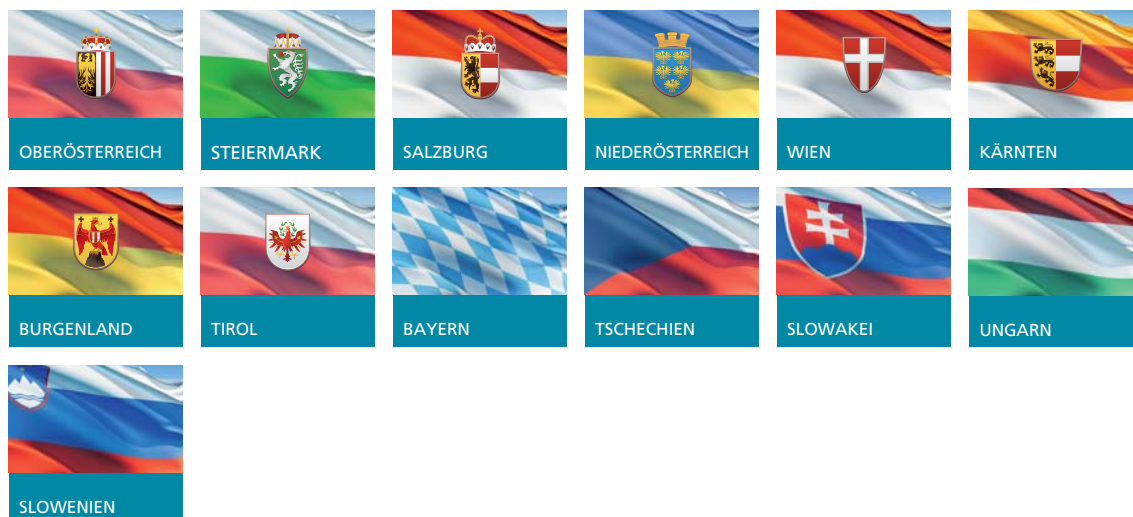 OBERÖSTERREICH
STEIERMARK
SALZBURG
NIEDERÖSTERREICH
WIEN
KÄRNTEN
BURGENLAND
TIROL
BAYERN
TSCHECHIEN
SLOWAKEI
UNGARN
SLOWENIEN